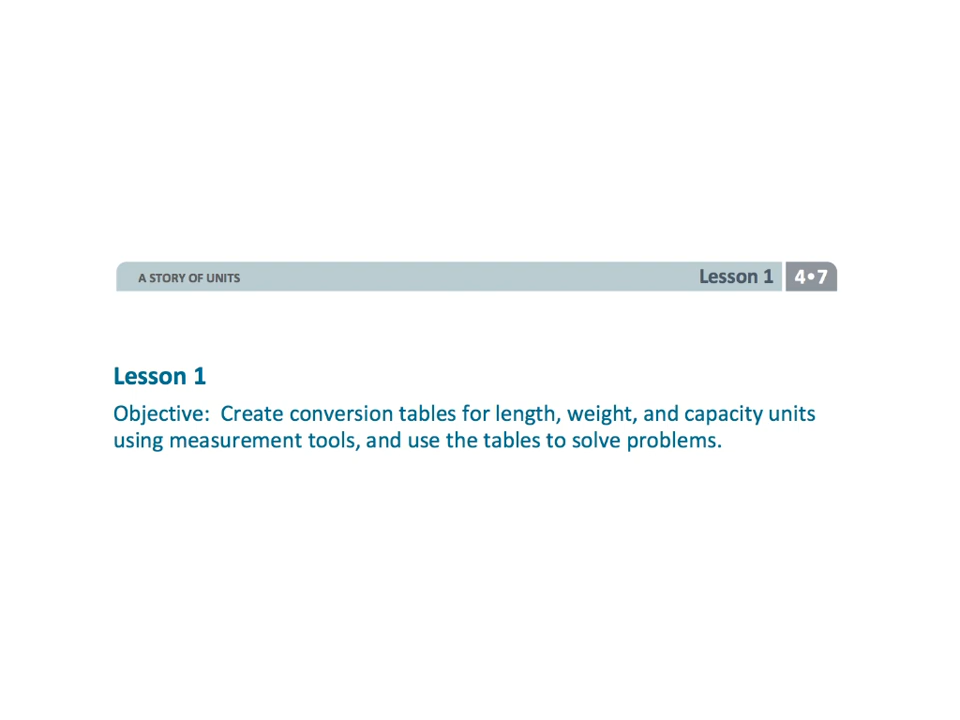 A STORY OF UNITS
Lesson 1
4•7
Lesson 1
Objective:  Create conversion tables for length, weight, and capacity units
using measurement tools, and use the tables to solve problems.